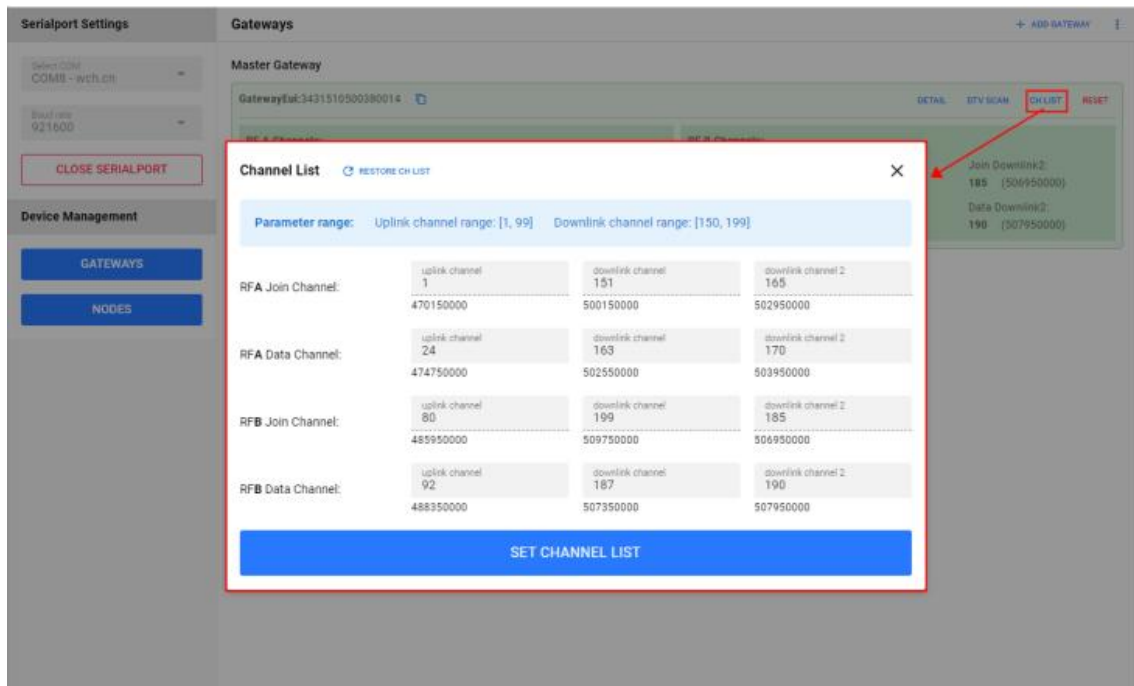 Serialport Settings
Gateways
+ ADD GATEWAY
Select COM
COM8 - wch.cn
Master Gateway
GatewayEui:3431510500380014
DETAIL
BTV SCAN
CH LIST
RESET
Baud rate
921600
RF A Channels:
RF B Channels:
CLOSE SERIALPORT
Join Downlink2:
185 (506950000)
Data Downlink2:
190 (507950000)
Device Management
GATEWAYS
NODES
Channel List
RESTORE CH LIST
Parameter range: Uplink channel range: [1, 99] Downlink channel range: [150, 199]
RFA Join Channel:
uplink channel
1
470150000
downlink channel
151
500150000
downlink channel 2
165
502950000
RFA Data Channel:
uplink channel
24
474750000
downlink channel
163
502550000
downlink channel 2
170
503950000
RFB Join Channel:
uplink channel
80
485950000
downlink channel
199
509750000
downlink channel 2
185
506950000
RFB Data Channel:
uplink channel
92
488350000
downlink channel
187
507350000
downlink channel 2
190
507950000
SET CHANNEL LIST